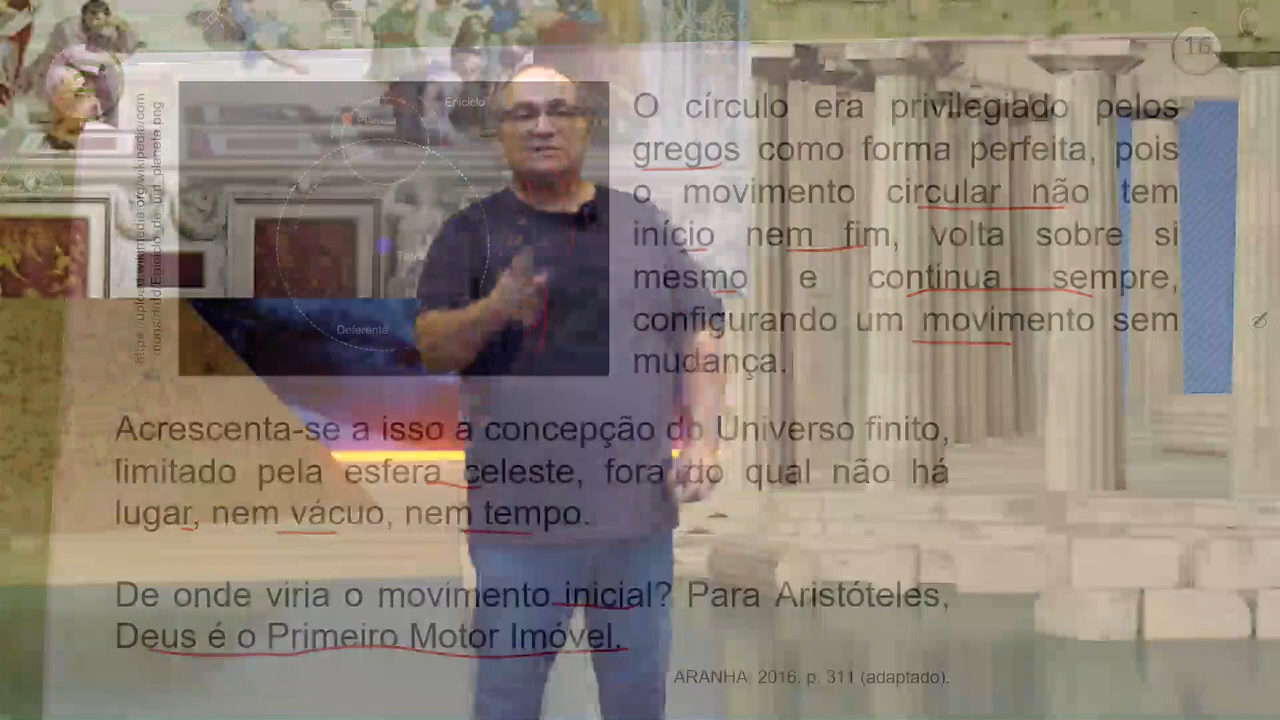 16
Epiciclo
Planeta
Terra
Deferente
O círculo era privilegiado pelos
gregos como forma perfeita, pois
o movimento circular não tem
início nem fim, volta sobre si
mesmo e continua sempre,
configurando um movimento sem
mudança.
Acrescenta-se a isso a concepção do Universo finito,
limitado pela esfera celeste, fora do qual não há
lugar, nem vácuo, nem tempo.
De onde viria o movimento inicial? Para Aristóteles,
Deus é o Primeiro Motor Imóvel.
ARANHA, 2016, p. 311 (adaptado).